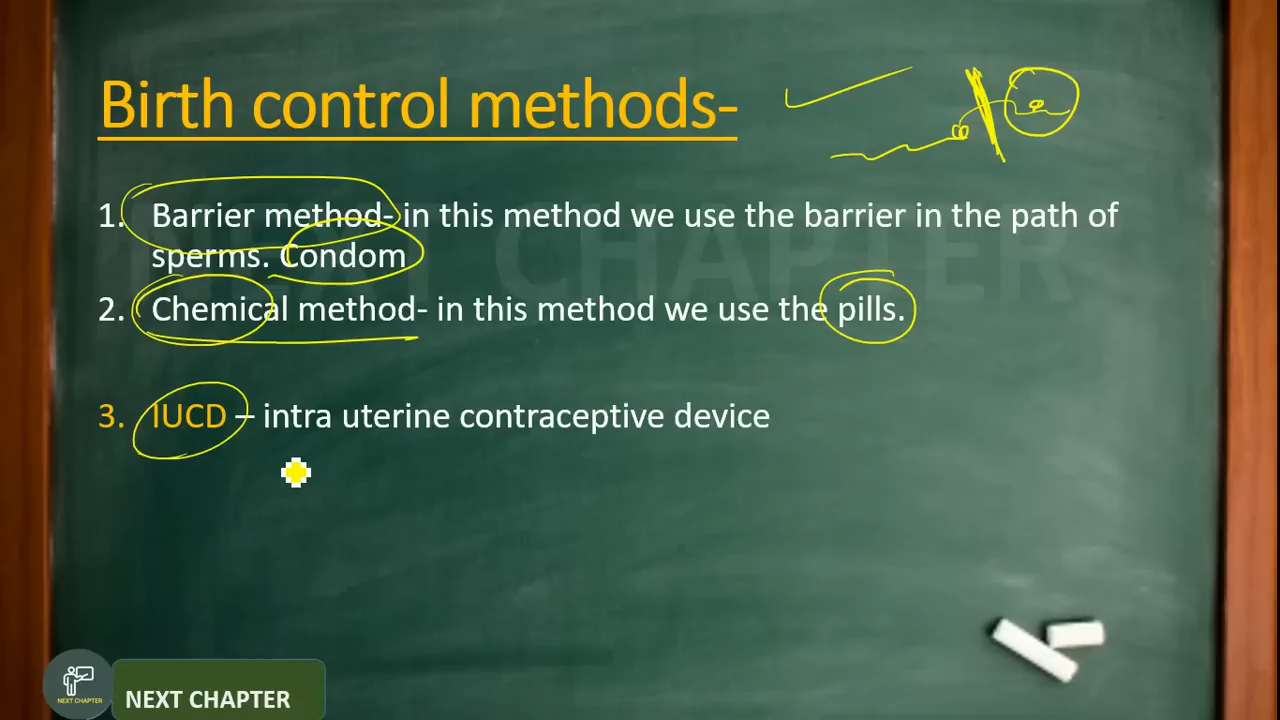 Birth control methods-
1. Barrier method- in this method we use the barrier in the path of
sperms. Condom
2. Chemical method- in this method we use the pills.
3. IUCD – intra uterine contraceptive device
NEXT CHAPTER
NEXT CHAPTER
NEXT CHAPTER